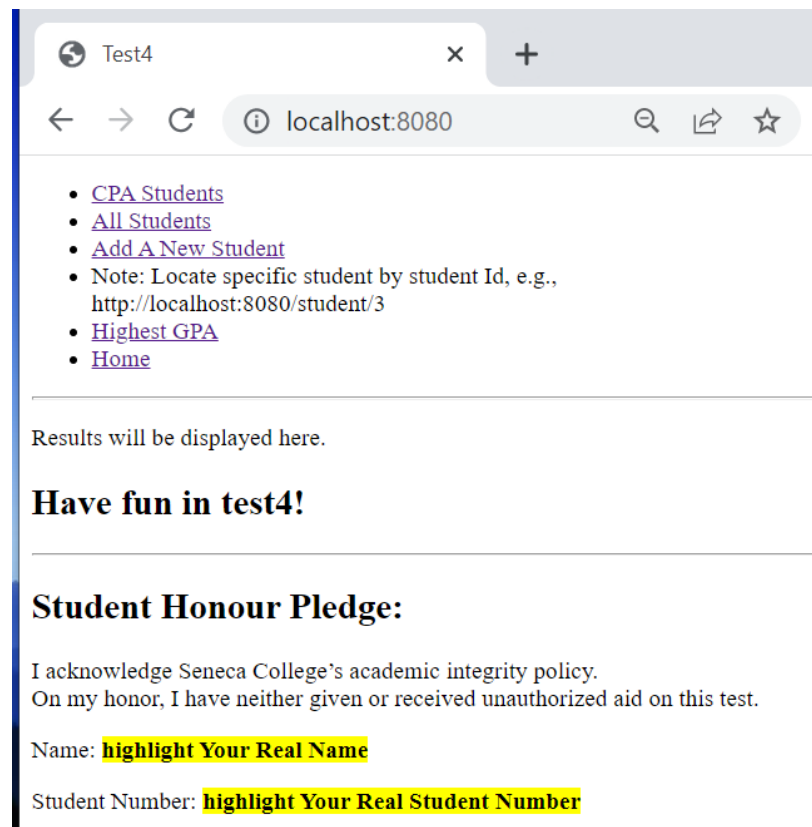 Test4
localhost:8080
CPA Students
All Students
Add A New Student
Note: Locate specific student by student Id, e.g.,
http://localhost:8080/student/3
Highest GPA
Home
Results will be displayed here.
Have fun in test4!
Student Honour Pledge:
I acknowledge Seneca College’s academic integrity policy.
On my honor, I have neither given or received unauthorized aid on this test.
Name: highlight Your Real Name
Student Number: highlight Your Real Student Number